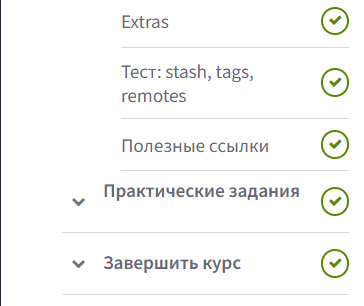 Extras
Тест: stash, tags,
remotes
Полезные ссылки
Практические задания
Завершить курс